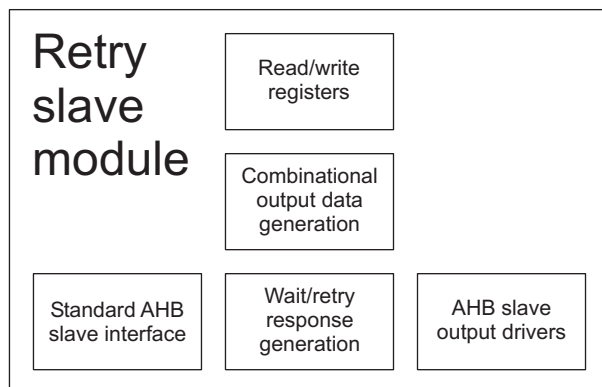 Retry
slave
module
Read/write
registers
Combinational
output data
generation
Standard AHB
slave interface
Wait/retry
response
generation
AHB slave
output drivers